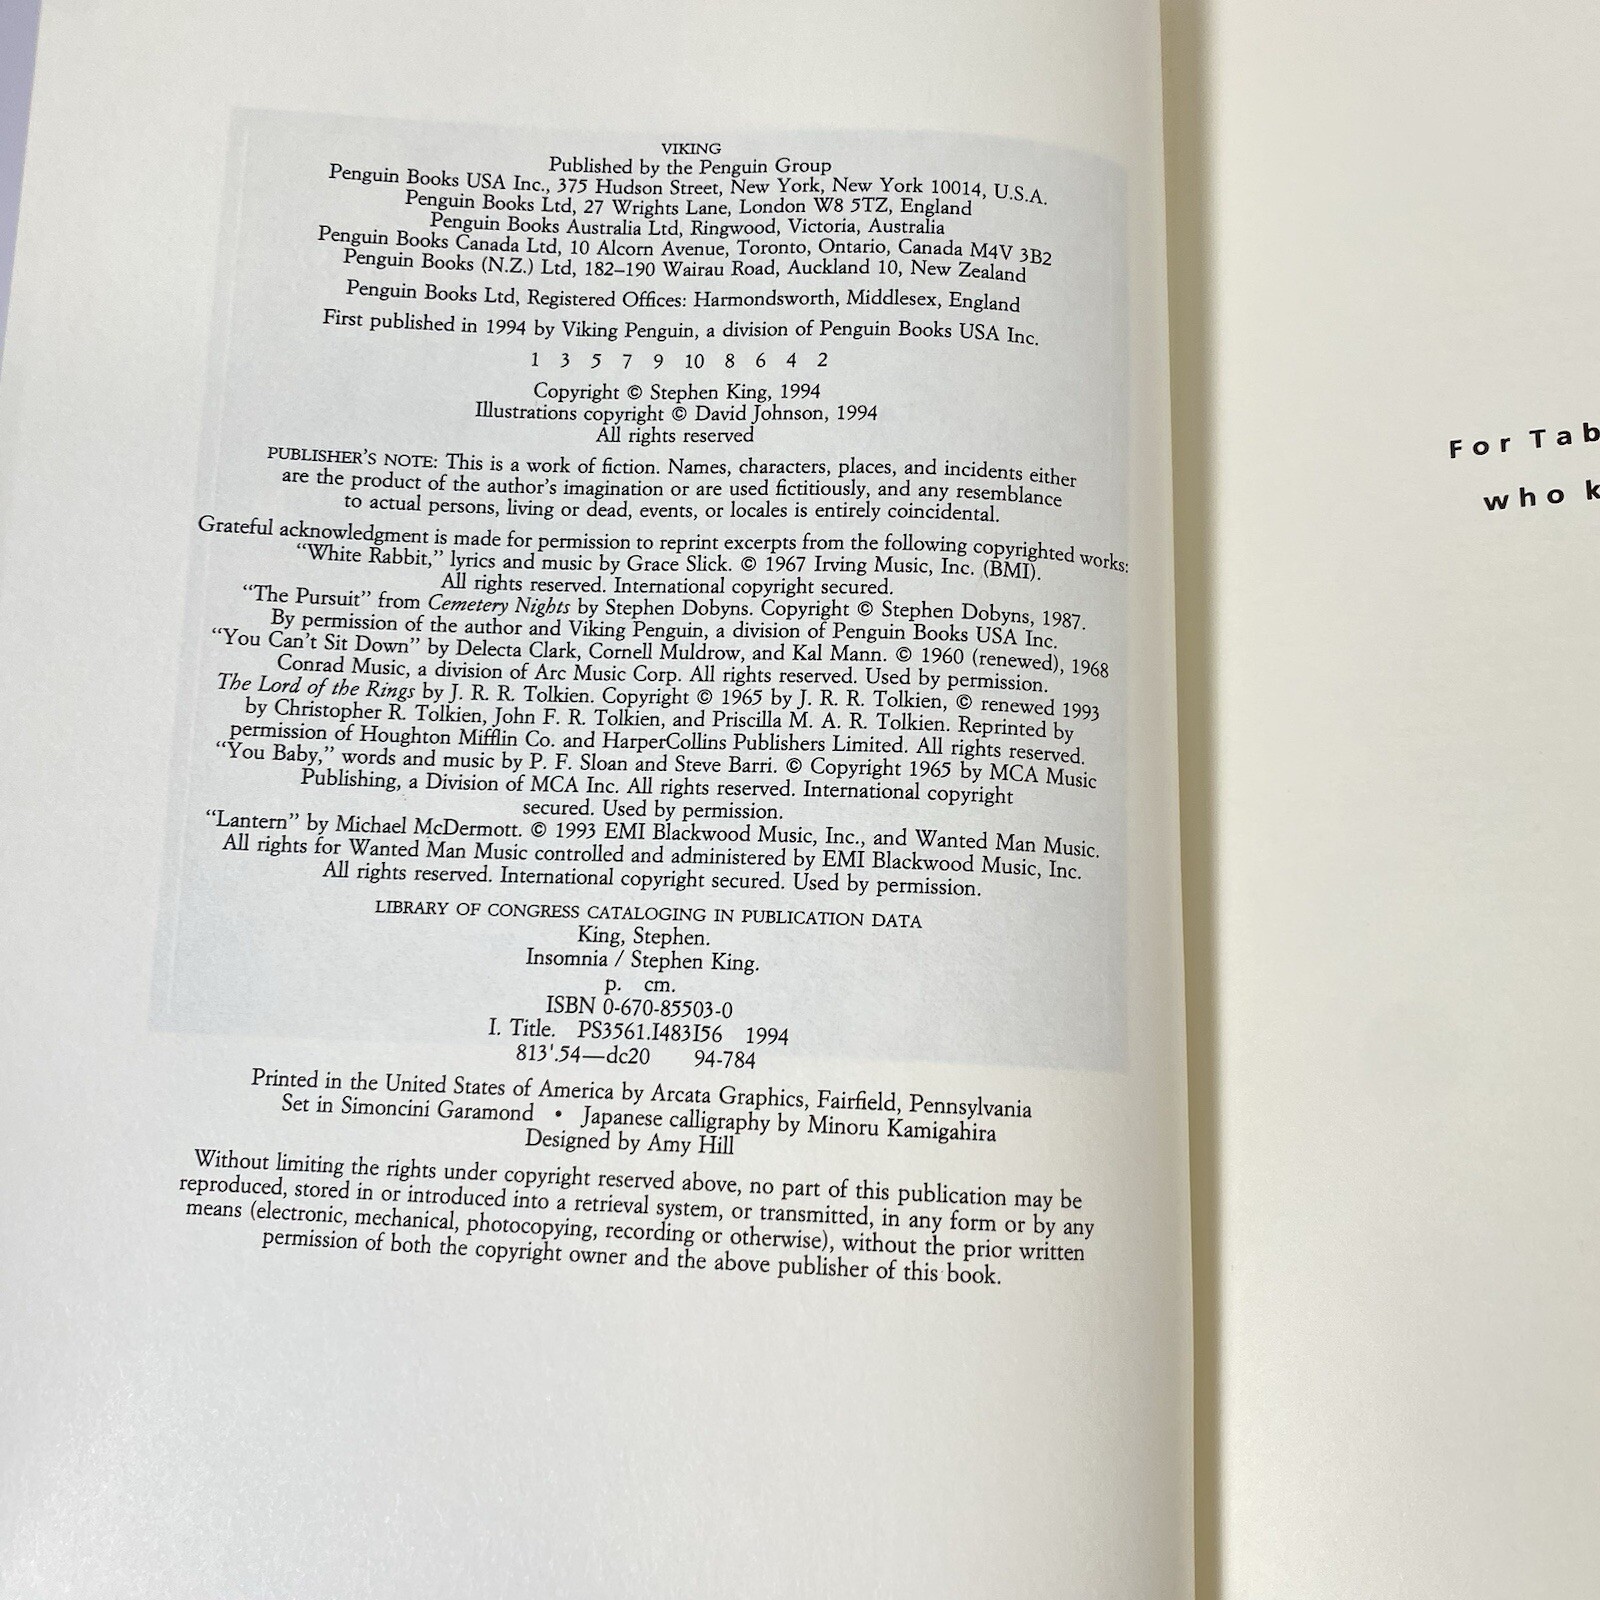 VIKING
Published by the Penguin Group
Penguin Books USA Inc., 375 Hudson Street, New York, New York 10014, U.S.A.
Penguin Books Ltd, 27 Wrights Lane, London W8 5TZ, England
Penguin Books Australia Ltd, Ringwood, Victoria, Australia
Penguin Books Canada Ltd, 10 Alcorn Avenue, Toronto, Ontario, Canada M4V 3B2
Penguin Books (N.Z.) Ltd, 182–190 Wairau Road, Auckland 10, New Zealand
Penguin Books Ltd, Registered Offices: Harmondsworth, Middlesex, England
First published in 1994 by Viking Penguin, a division of Penguin Books USA Inc.
1 3 5 7 9 10 8 6 4 2
Copyright © Stephen King, 1994
Illustrations copyright © David Johnson, 1994
All rights reserved
PUBLISHER'S NOTE: This is a work of fiction. Names, characters, places, and incidents either
are the product of the author's imagination or are used fictitiously, and any resemblance
to actual persons, living or dead, events, or locales is entirely coincidental.
Grateful acknowledgment is made for permission to reprint excerpts from the following copyrighted works:
“White Rabbit,” lyrics and music by Grace Slick. © 1967 Irving Music, Inc. (BMI).
All rights reserved. International copyright secured.
“The Pursuit” from Cemetery Nights by Stephen Dobyns. Copyright © Stephen Dobyns, 1987.
By permission of the author and Viking Penguin, a division of Penguin Books USA Inc.
“You Can't Sit Down” by Delecta Clark, Cornell Muldrow, and Kal Mann. © 1960 (renewed), 1968
Conrad Music, a division of Arc Music Corp. All rights reserved. Used by permission.
The Lord of the Rings by J. R. R. Tolkien. Copyright © 1965 by J. R. R. Tolkien, © renewed 1993
by Christopher R. Tolkien, John F. R. Tolkien, and Priscilla M. A. R. Tolkien. Reprinted by
permission of Houghton Mifflin Co. and HarperCollins Publishers Limited. All rights reserved.
“You Baby,” words and music by P. F. Sloan and Steve Barri. © Copyright 1965 by MCA Music
Publishing, a Division of MCA Inc. All rights reserved. International copyright
secured. Used by permission.
“Lantern” by Michael McDermott. © 1993 EMI Blackwood Music, Inc., and Wanted Man Music.
All rights for Wanted Man Music controlled and administered by EMI Blackwood Music, Inc.
All rights reserved. International copyright secured. Used by permission.
LIBRARY OF CONGRESS CATALOGING IN PUBLICATION DATA
King, Stephen.
Insomnia / Stephen King.
p. cm.
ISBN 0-670-85503-0
I. Title. PS3561.I483I56 1994
813'.54—dc20 94-784
Printed in the United States of America by Arcata Graphics, Fairfield, Pennsylvania
Set in Simoncini Garamond • Japanese calligraphy by Minoru Kamigahira
Designed by Amy Hill
Without limiting the rights under copyright reserved above, no part of this publication may be
reproduced, stored in or introduced into a retrieval system, or transmitted, in any form or by any
means (electronic, mechanical, photocopying, recording or otherwise), without the prior written
permission of both the copyright owner and the above publisher of this book.
For Tab
who k